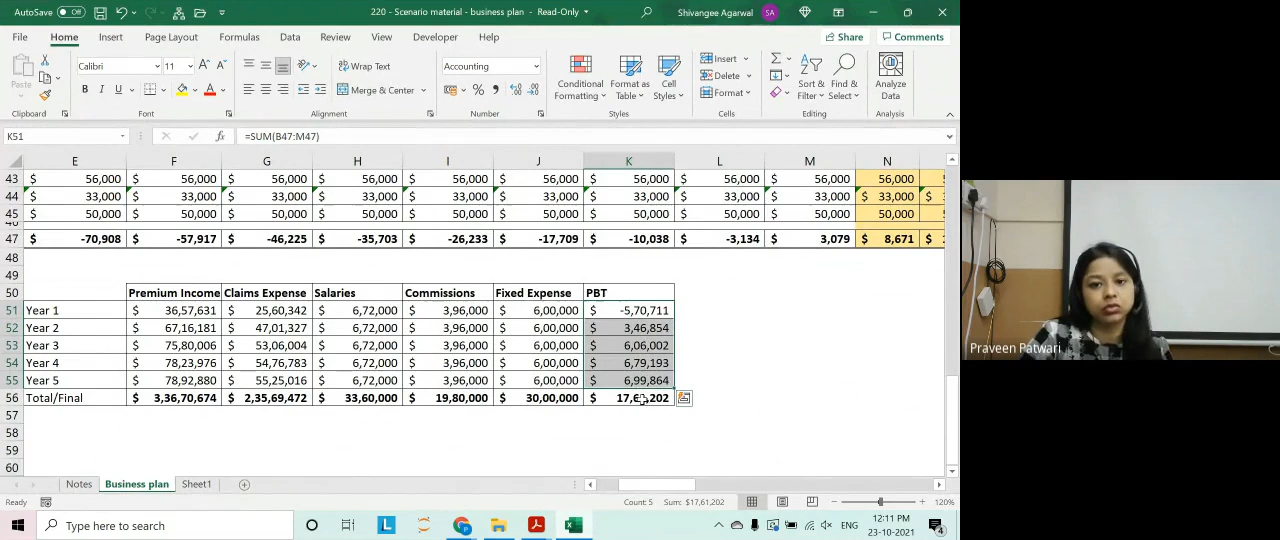 AutoSave Off 220 - Scenario material - business plan - Read-Only Shivangee Agarwal SA
File Home Insert Page Layout Formulas Data Review View Developer Help Share Comments
Paste Calibri 11 Wrap Text Accounting Insert
B I U Merge & Center $ % Conditional Formatting Format as Table Cell Styles Delete Format Sort & Filter Find & Select Analyze Data
Clipboard Font Alignment Number Styles Cells Editing Analysis
K51 fx =SUM(B47:M47)
E F G H I J K L M N
43 $ 56,000 $ 56,000 $ 56,000 $ 56,000 $ 56,000 $ 56,000 $ 56,000 $ 56,000 $ 56,000 56,000
44 $ 33,000 $ 33,000 $ 33,000 $ 33,000 $ 33,000 $ 33,000 $ 33,000 $ 33,000 $ 33,000 $ 33,000 $
45 $ 50,000 $ 50,000 $ 50,000 $ 50,000 $ 50,000 $ 50,000 $ 50,000 $ 50,000 $ 50,000 50,000
46
47 $ -70,908 $ -57,917 $ -46,225 $ -35,703 $ -26,233 $ -17,709 $ -10,038 $ -3,134 $ 3,079 $ 8,671 $
48
49
50 Premium Income Claims Expense Salaries Commissions Fixed Expense PBT
51 Year 1 $ 36,57,631 $ 25,60,342 $ 6,72,000 $ 3,96,000 $ 6,00,000 $ -5,70,711
52 Year 2 $ 67,16,181 $ 47,01,327 $ 6,72,000 $ 3,96,000 $ 6,00,000 $ 3,46,854
53 Year 3 $ 75,80,006 $ 53,06,004 $ 6,72,000 $ 3,96,000 $ 6,00,000 $ 6,06,002
54 Year 4 $ 78,23,976 $ 54,76,783 $ 6,72,000 $ 3,96,000 $ 6,00,000 $ 6,79,193
55 Year 5 $ 78,92,880 $ 55,25,016 $ 6,72,000 $ 3,96,000 $ 6,00,000 $ 6,99,864
56 Total/Final $ 3,36,70,674 $ 2,35,69,472 $ 33,60,000 $ 19,80,000 $ 30,00,000 $ 17,61,202
57
58
59
60
Notes Business plan Sheet1
Ready Count: 5 Sum: $17,61,202 120%
Type here to search ENG 12:11 PM
23-10-2021 4
Praveen Patwari